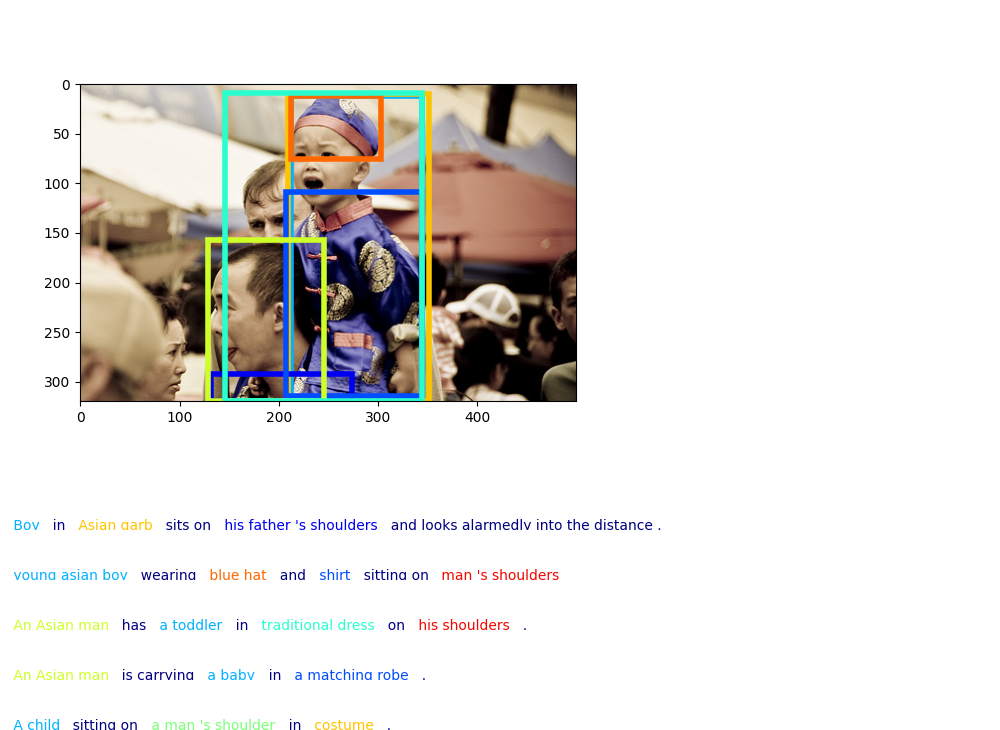 0
50
100
150
200
250
300
0 100 200 300 400
Boy in Asian garb sits on his father 's shoulders and looks alarmedly into the distance .
young asian boy wearing blue hat and shirt sitting on man 's shoulders
An Asian man has a toddler in traditional dress on his shoulders .
An Asian man is carrying a baby in a matching robe .
A child sitting on a man 's shoulder in costume .